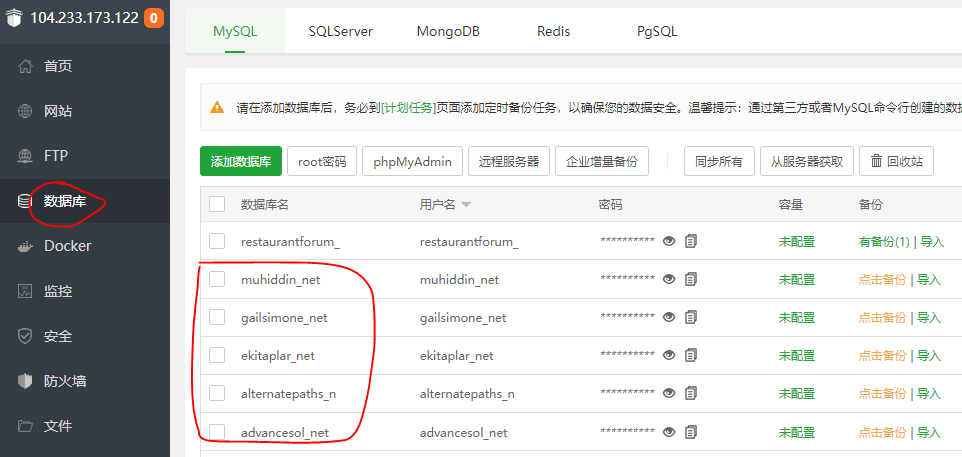 104.233.173.122 0
首页
网站
FTP
数据库
Docker
监控
安全
防火墙
文件
MySQL SQLServer MongoDB Redis PgSQL
请在添加数据库后，务必到[计划任务]页面添加定时备份任务，以确保您的数据安全。温馨提示：通过第三方或者MySQL命令行创建的数
添加数据库 root密码 phpMyAdmin 远程服务器 企业增量备份 同步所有 从服务器获取 回收站
数据库名 用户名 密码 容量 备份
restaurantforum_ restaurantforum_ ********** 未配置 有备份(1) | 导入
muhiddin_net muhiddin_net ********** 未配置 点击备份 | 导入
gailsimone_net gailsimone_net ********** 未配置 点击备份 | 导入
ekitaplar_net ekitaplar_net ********** 未配置 点击备份 | 导入
alternatepaths_n alternatepaths_n ********** 未配置 点击备份 | 导入
advancesol_net advancesol_net ********** 未配置 点击备份 | 导入